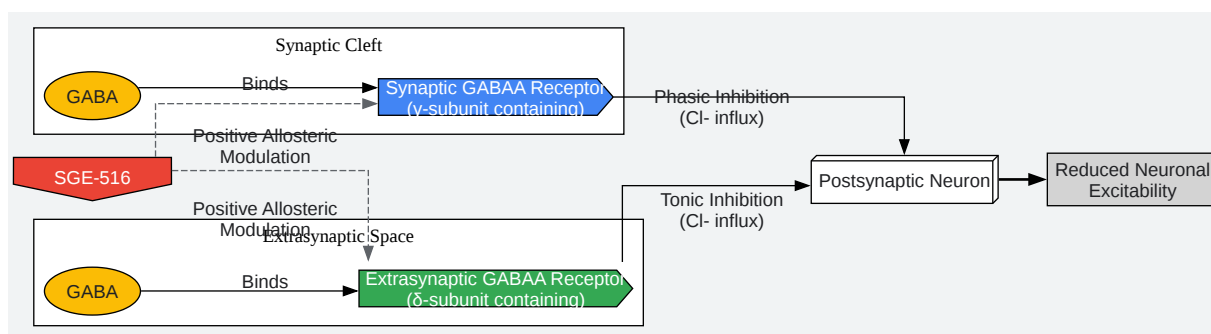 Synaptic Cleft
GABA
Binds
Synaptic GABAA Receptor
(γ-subunit containing)
Phasic Inhibition
(Cl- influx)
Positive Allosteric
Modulation
SGE-516
Postsynaptic Neuron
Reduced Neuronal
Excitability
Positive Allosteric
Modulation
Tonic Inhibition
(Cl- influx)
Extrasynaptic Space
GABA
Binds
Extrasynaptic GABAA Receptor
(δ-subunit containing)